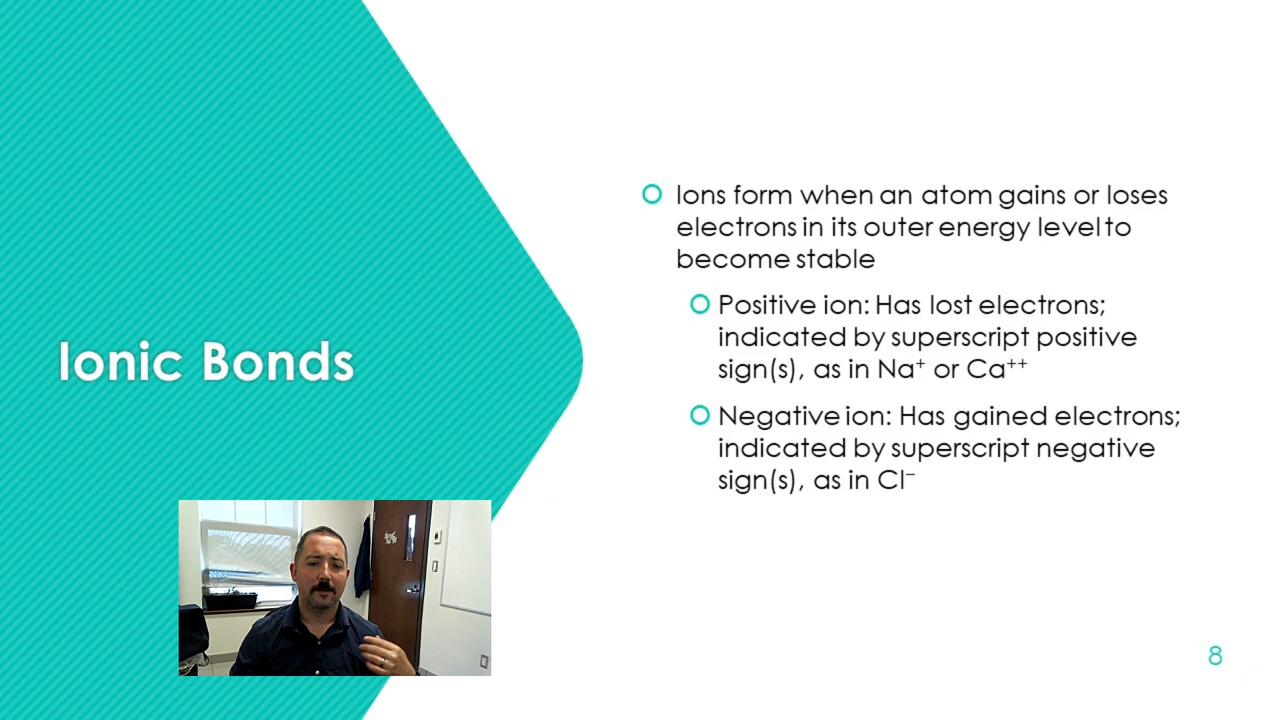 Ionic Bonds
Ions form when an atom gains or loses
electrons in its outer energy level to
become stable
Positive ion: Has lost electrons;
indicated by superscript positive
sign(s), as in Na⁺ or Ca⁺⁺
Negative ion: Has gained electrons;
indicated by superscript negative
sign(s), as in Cl⁻
8